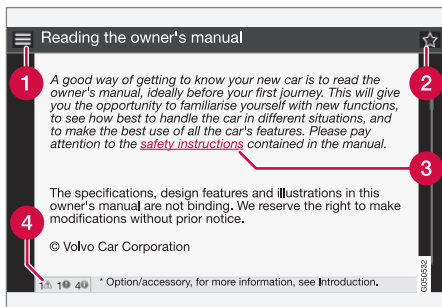 Reading the owner's manual
1
2
A good way of getting to know your new car is to read the
owner's manual, ideally before your first journey. This will give
you the opportunity to familiarise yourself with new functions,
to see how best to handle the car in different situations, and
to make the best use of all the car's features. Please pay
attention to the safety instructions contained in the manual.
3
The specifications, design features and illustrations in this
owner's manual are not binding. We reserve the right to make
modifications without prior notice.
4
© Volvo Car Corporation
1 1 4 * Option/accessory, for more information, see Introduction.
G050532